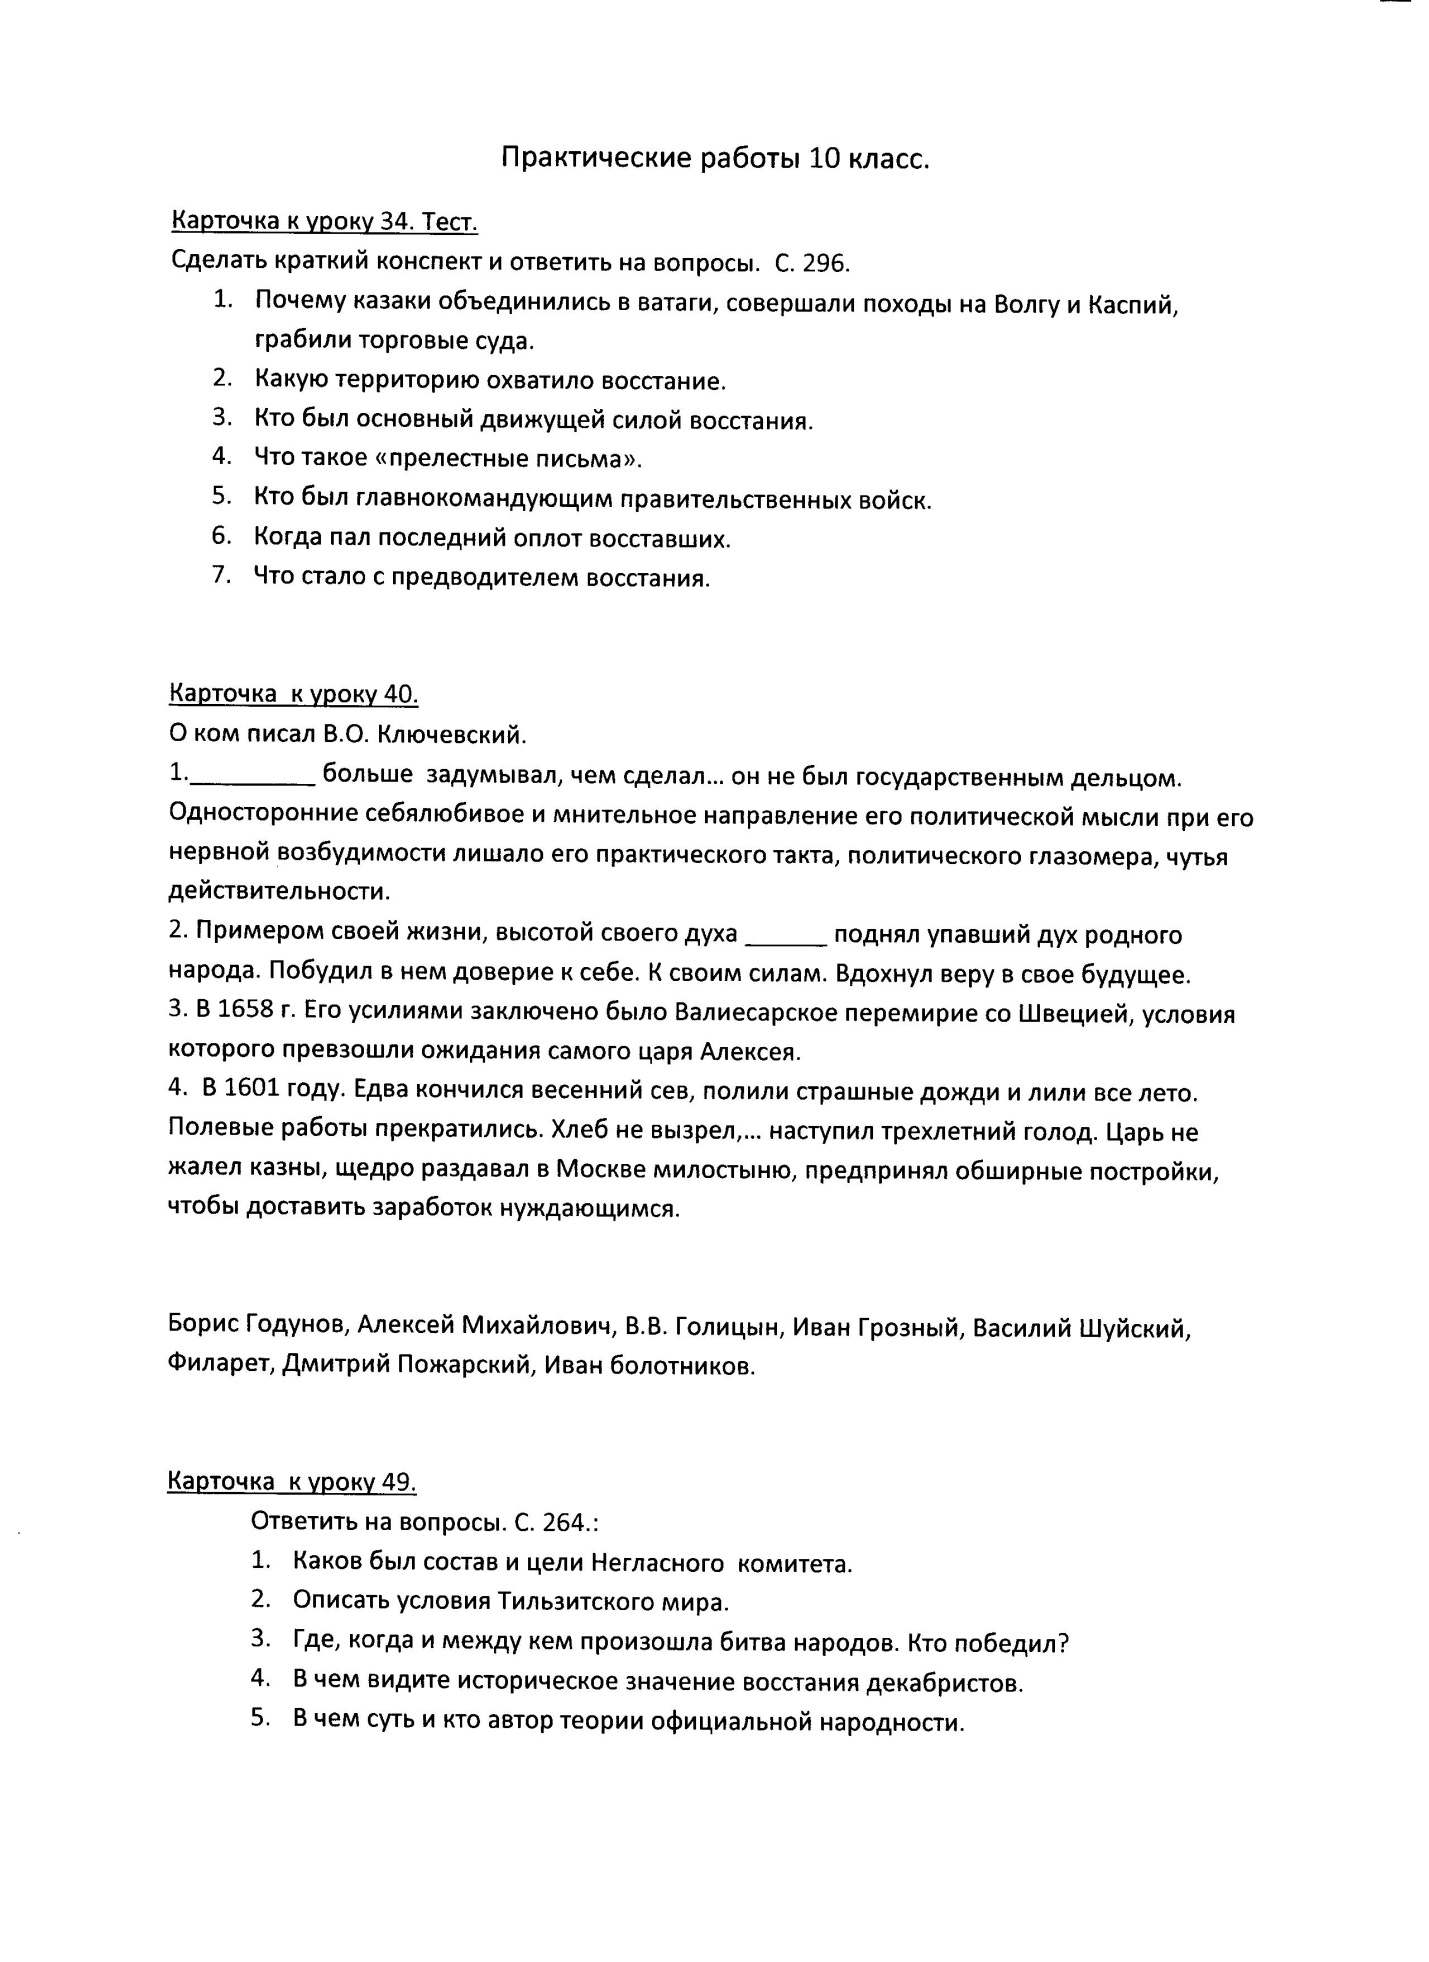 Практические работы 10 класс.
Карточка к уроку 34. Тест.
Сделать краткий конспект и ответить на вопросы.  С. 296.
1. Почему казаки объединились в ватаги, совершали походы на Волгу и Каспий,
грабили торговые суда.
2. Какую территорию охватило восстание.
3. Кто был основный движущей силой восстания.
4. Что такое «прелестные письма».
5. Кто был главнокомандующим правительственных войск.
6. Когда пал последний оплот восставших.
7. Что стало с предводителем восстания.
Карточка  к уроку 40.
О ком писал В.О. Ключевский.
1._________ больше  задумывал, чем сделал... он не был государственным дельцом.
Односторонние себялюбивое и мнительное направление его политической мысли при его
нервной возбудимости лишало его практического такта, политического глазомера, чутья
действительности.
2. Примером своей жизни, высотой своего духа ______ поднял упавший дух родного
народа. Побудил в нем доверие к себе. К своим силам. Вдохнул веру в свое будущее.
3. В 1658 г. Его усилиями заключено было Валиесарское перемирие со Швецией, условия
которого превзошли ожидания самого царя Алексея.
4.  В 1601 году. Едва кончился весенний сев, полили страшные дожди и лили все лето.
Полевые работы прекратились. Хлеб не вызрел,... наступил трехлетний голод. Царь не
жалел казны, щедро раздавал в Москве милостыню, предпринял обширные постройки,
чтобы доставить заработок нуждающимся.
Борис Годунов, Алексей Михайлович, В.В. Голицын, Иван Грозный, Василий Шуйский,
Филарет, Дмитрий Пожарский, Иван болотников.
Карточка  к уроку 49.
Ответить на вопросы. С. 264.:
1. Каков был состав и цели Негласного  комитета.
2. Описать условия Тильзитского мира.
3. Где, когда и между кем произошла битва народов. Кто победил?
4. В чем видите историческое значение восстания декабристов.
5. В чем суть и кто автор теории официальной народности.